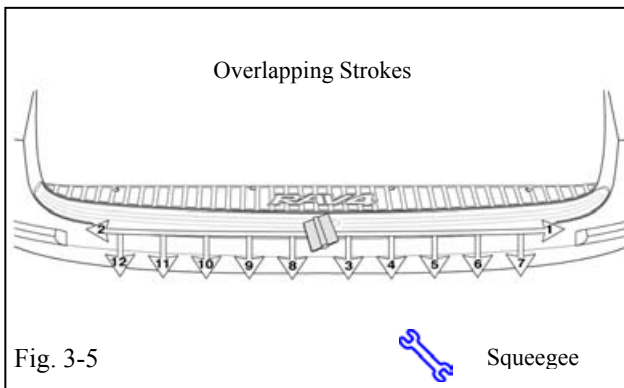 Overlapping Strokes
RAV4
2 1
12 11 10 9 8 3 4 5 6 7
Fig. 3-5 Squeegee